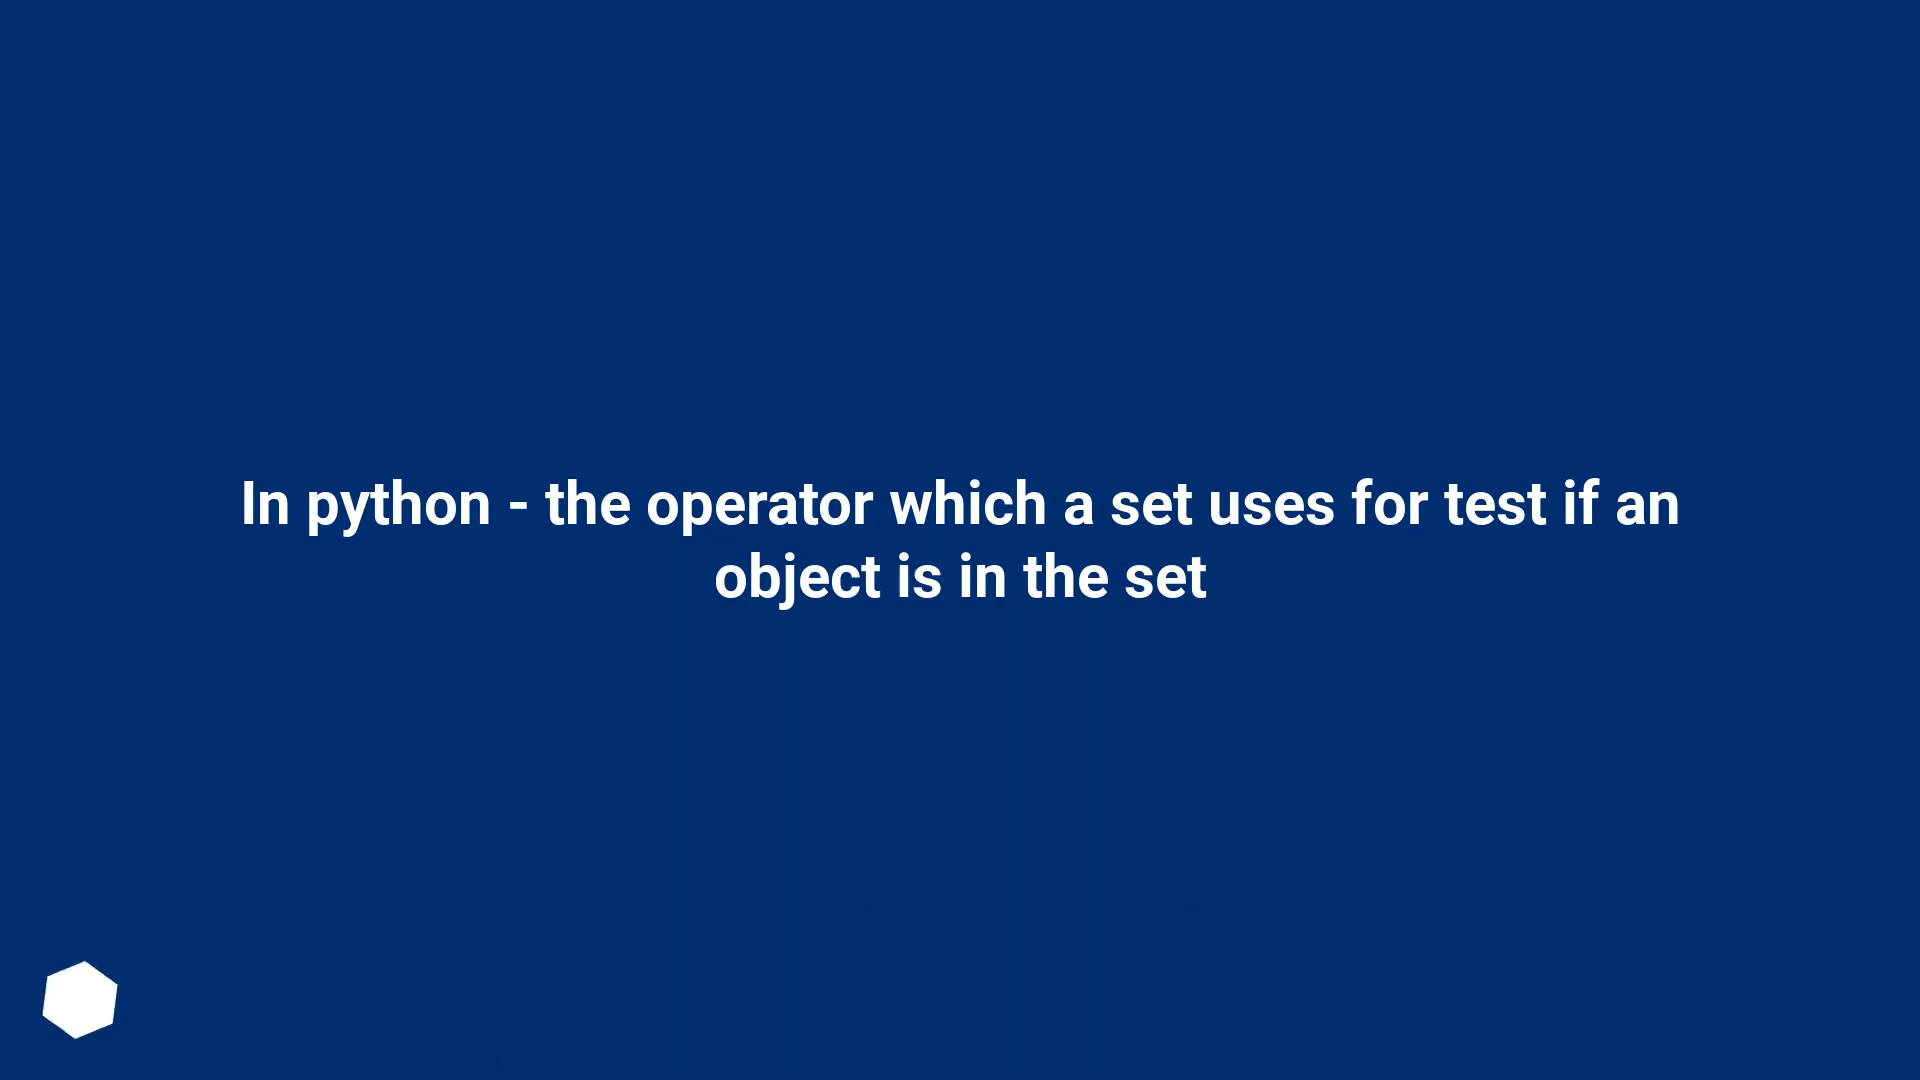 In python - the operator which a set uses for test if an
object is in the set